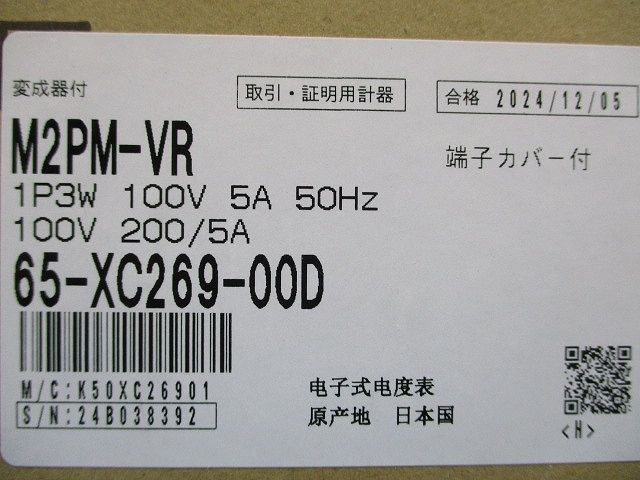 変成器付
取引・証明用計器
合格 2024/12/05
M2PM-VR
端子カバー付
1P3W 100V 5A 50Hz
100V 200/5A
65-XC269-00D
M/C:K50XC26901
S/N:24B038392
电子式电度表
原产地 日本国
<H>